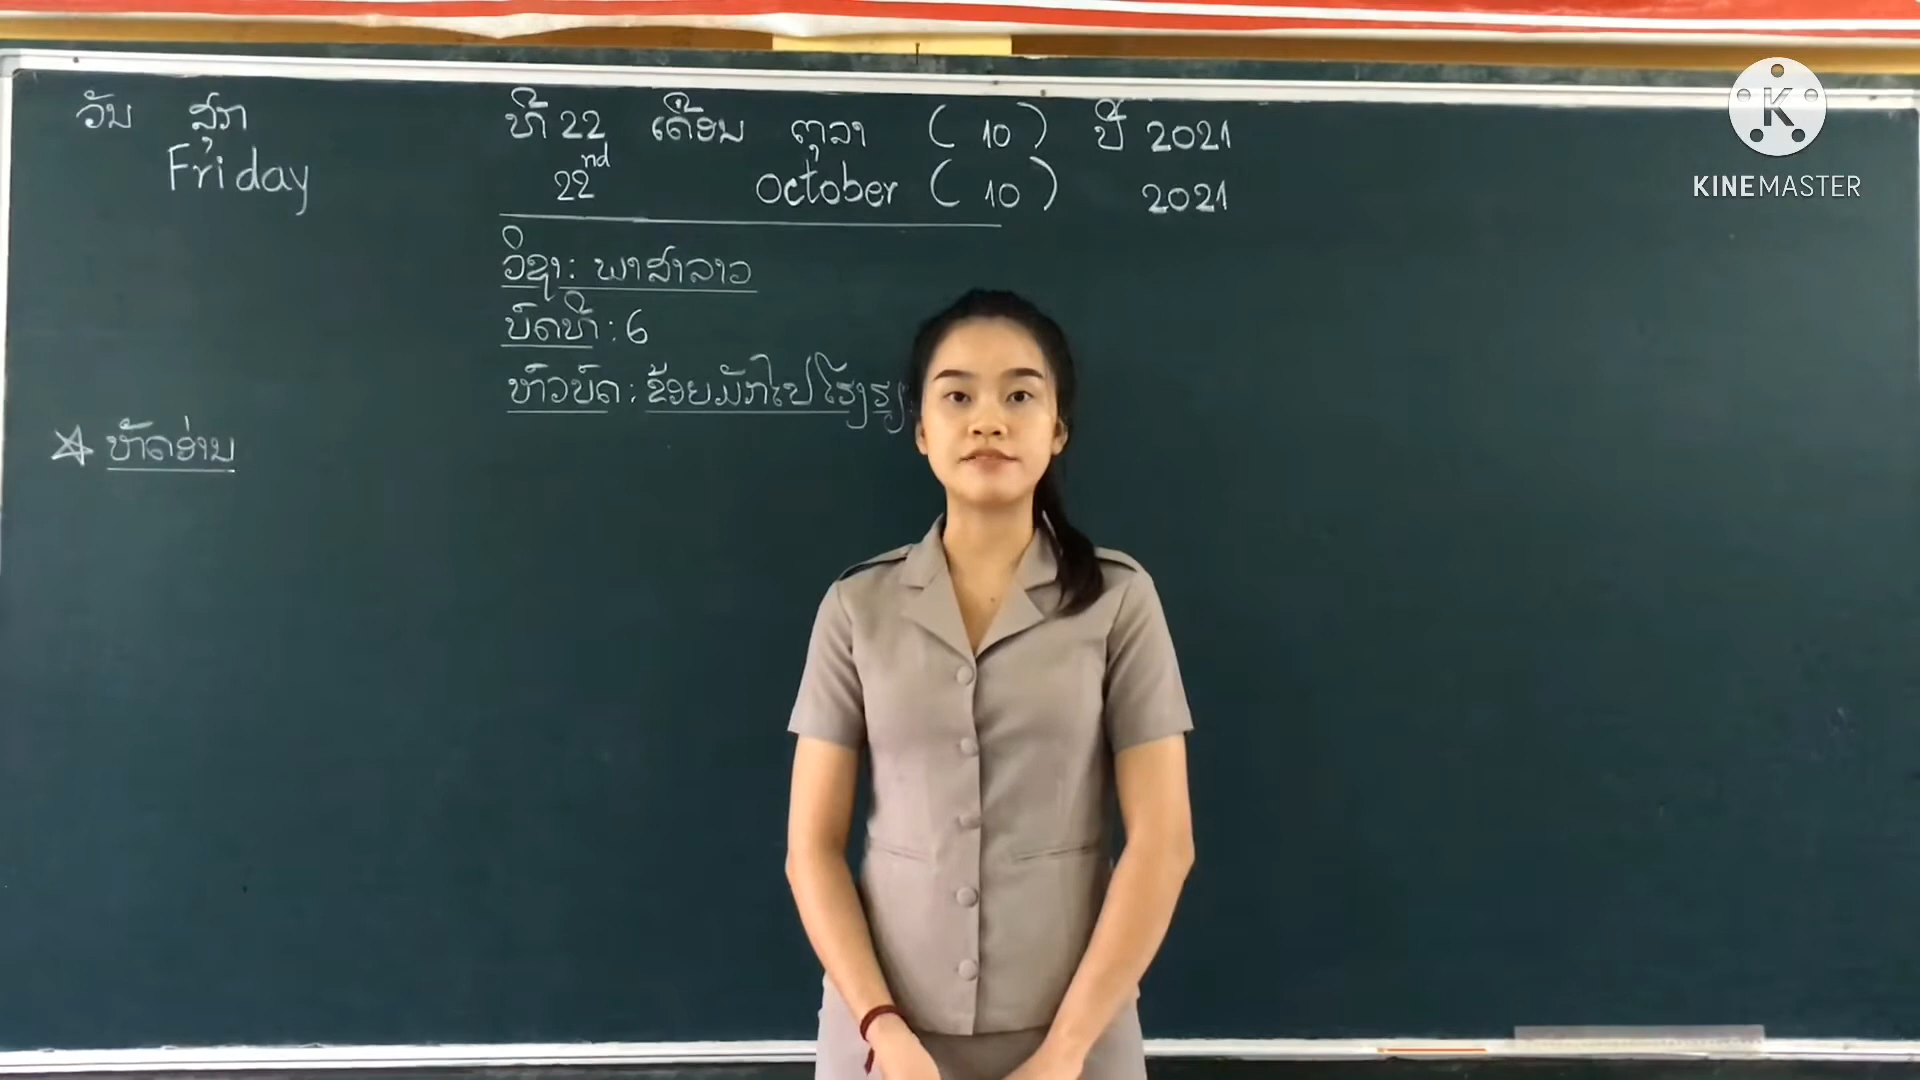 ວັນ ສຸກ ທີ 22 ເດືອນ ຕຸລາ ( 10 ) ປີ 2021
Friday 22nd October ( 10 ) 2021
ວິຊາ: ພາສາລາວ
ບົດທີ : 6
ຫົວບົດ : ຂ້ອຍມັກໄປໂຮງຮຽ
ຫັດອ່ານ
K
KINEMASTER